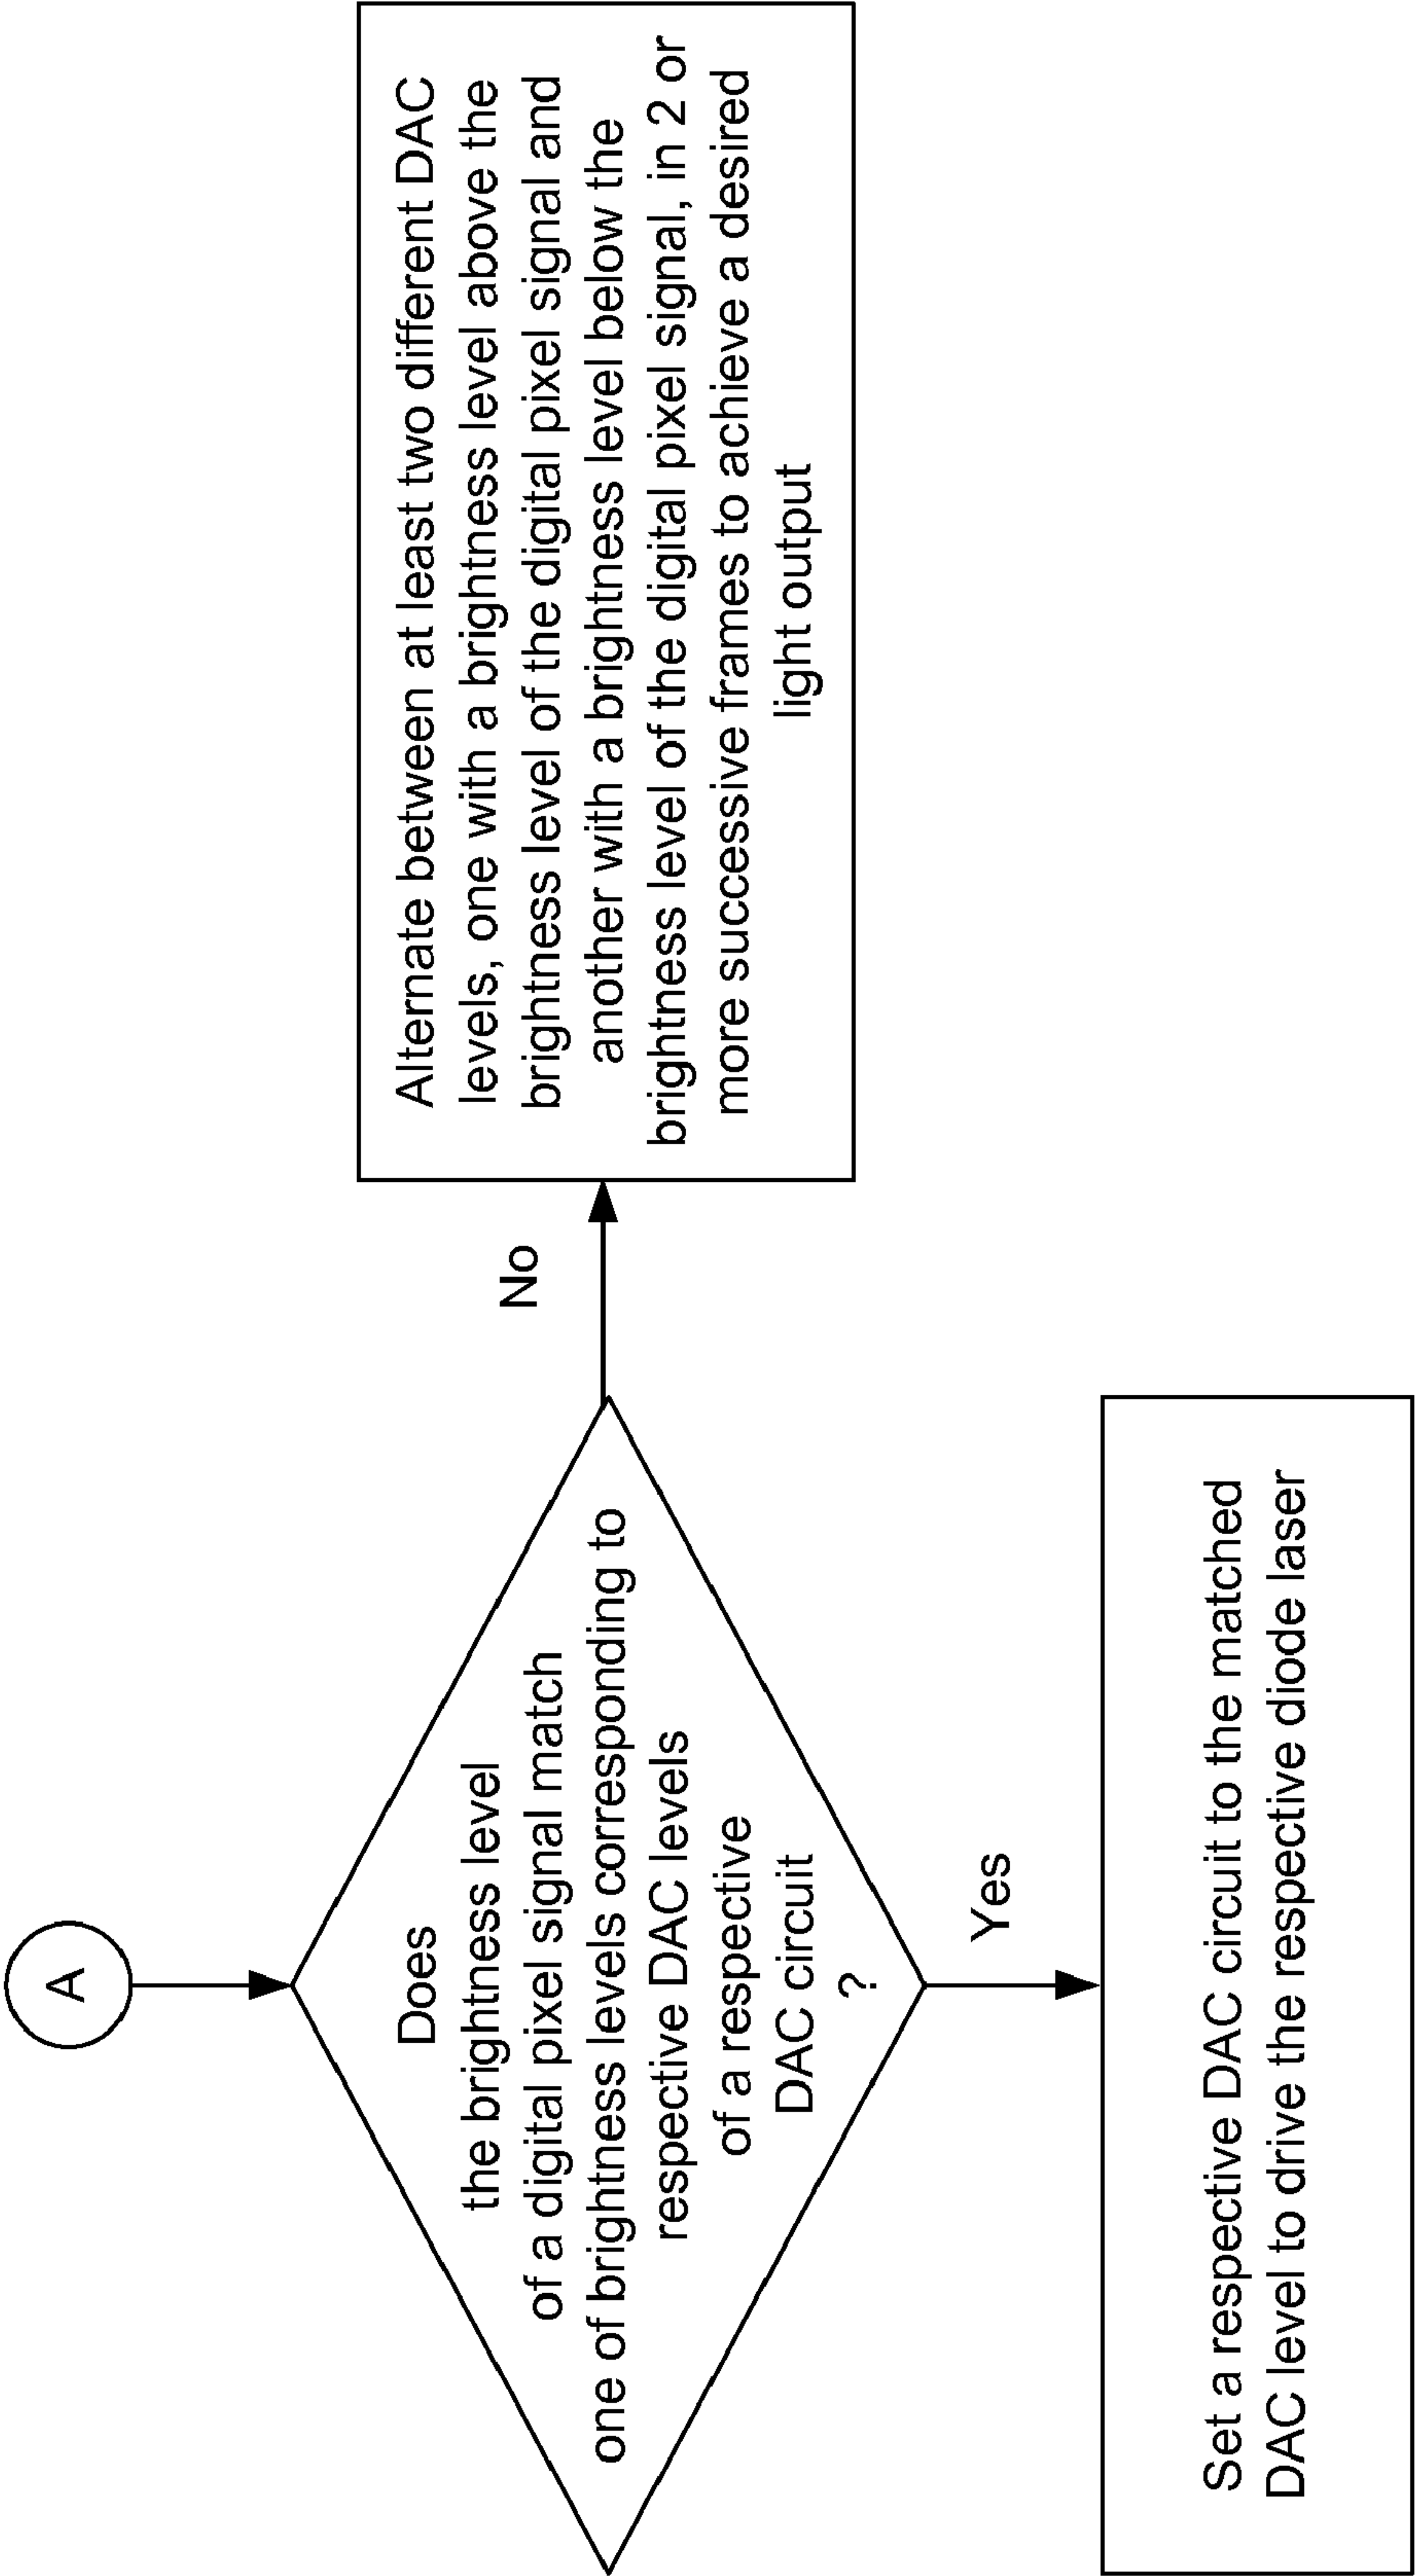 A
Does
the brightness level
of a digital pixel signal match
one of brightness levels corresponding to
respective DAC levels
of a respective
DAC circuit
?
No
Alternate between at least two different DAC
levels, one with a brightness level above the
brightness level of the digital pixel signal and
another with a brightness level below the
brightness level of the digital pixel signal, in 2 or
more successive frames to achieve a desired
light output
Yes
Set a respective DAC circuit to the matched
DAC level to drive the respective diode laser